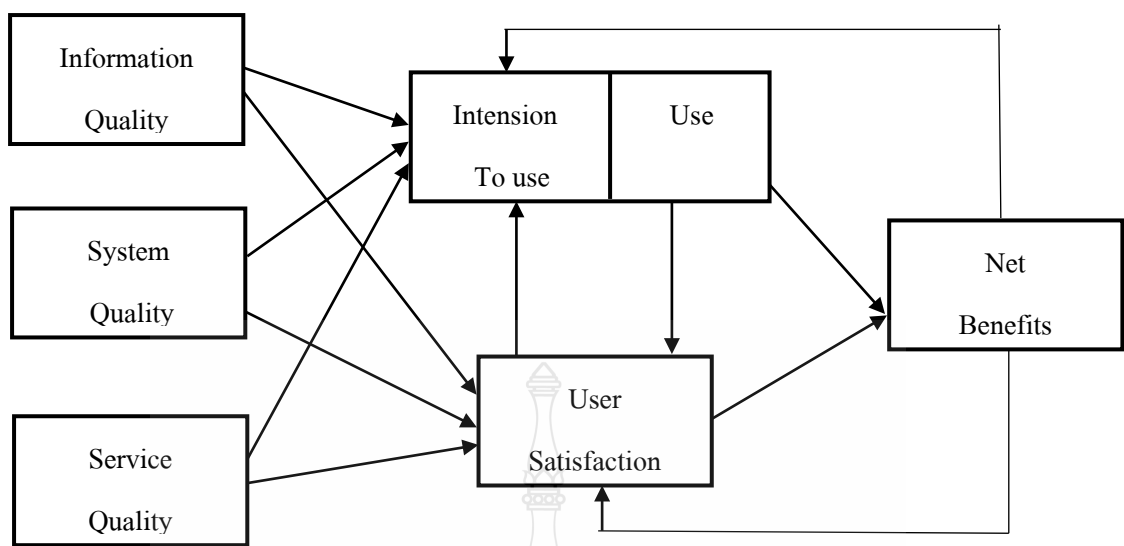 Information
Quality
Intension
To use
Use
System
Quality
Net
Benefits
User
Satisfaction
Service
Quality